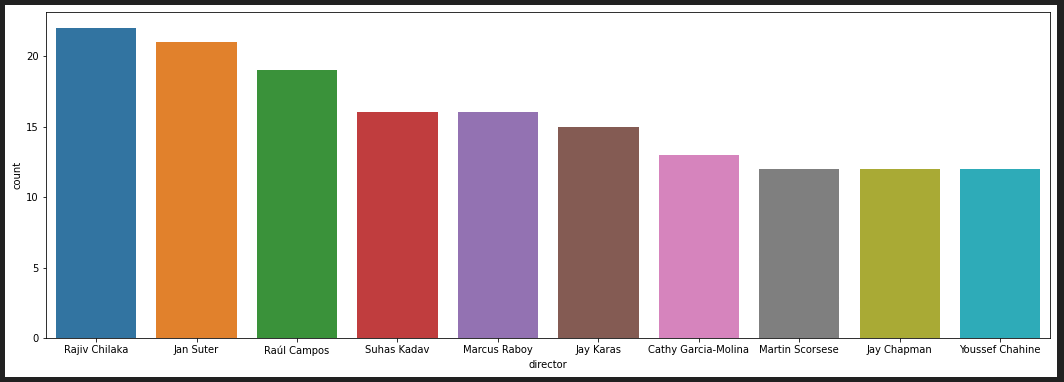 20
15
10
5
0
count
Rajiv Chilaka Jan Suter Raúl Campos Suhas Kadav Marcus Raboy Jay Karas Cathy Garcia-Molina Martin Scorsese Jay Chapman Youssef Chahine
director